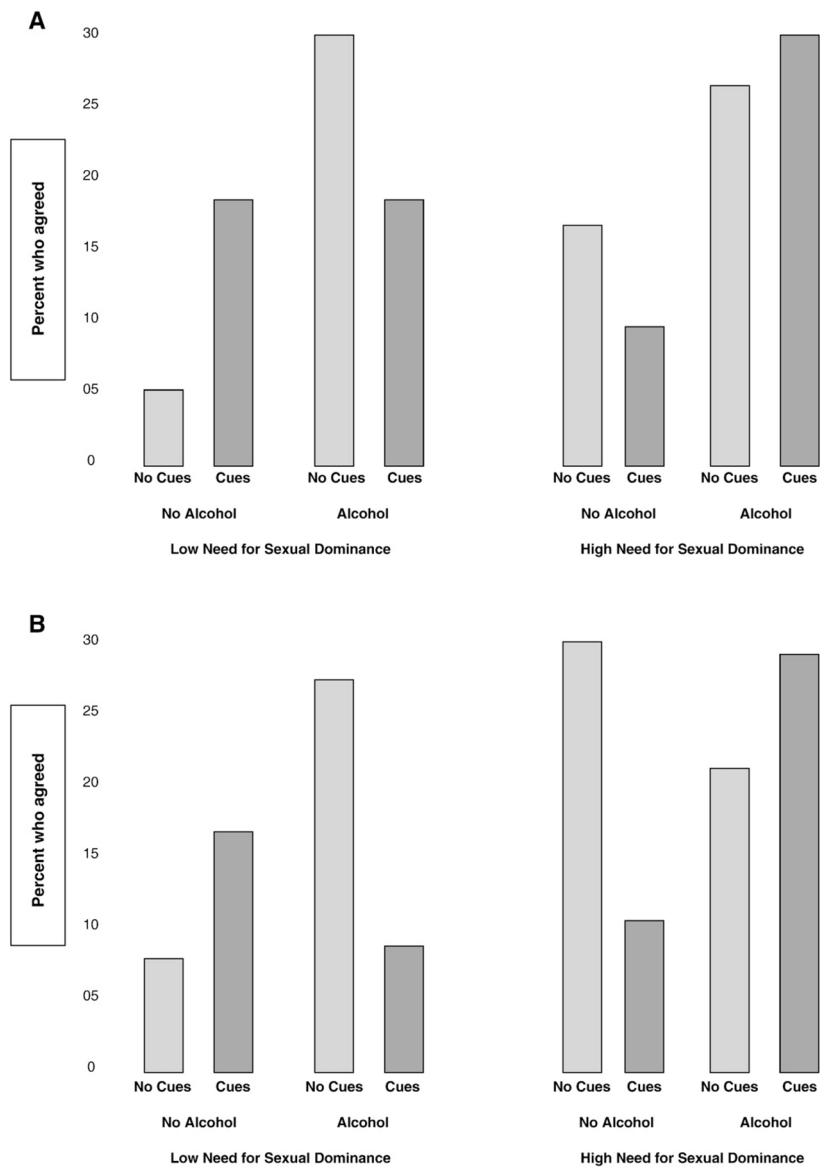 A
30
25
20
15
10
05
0
Percent who agreed
No Cues Cues No Cues Cues No Cues Cues No Cues Cues
No Alcohol Alcohol No Alcohol Alcohol
Low Need for Sexual Dominance High Need for Sexual Dominance
B
30
25
20
15
10
05
0
Percent who agreed
No Cues Cues No Cues Cues No Cues Cues No Cues Cues
No Alcohol Alcohol No Alcohol Alcohol
Low Need for Sexual Dominance High Need for Sexual Dominance